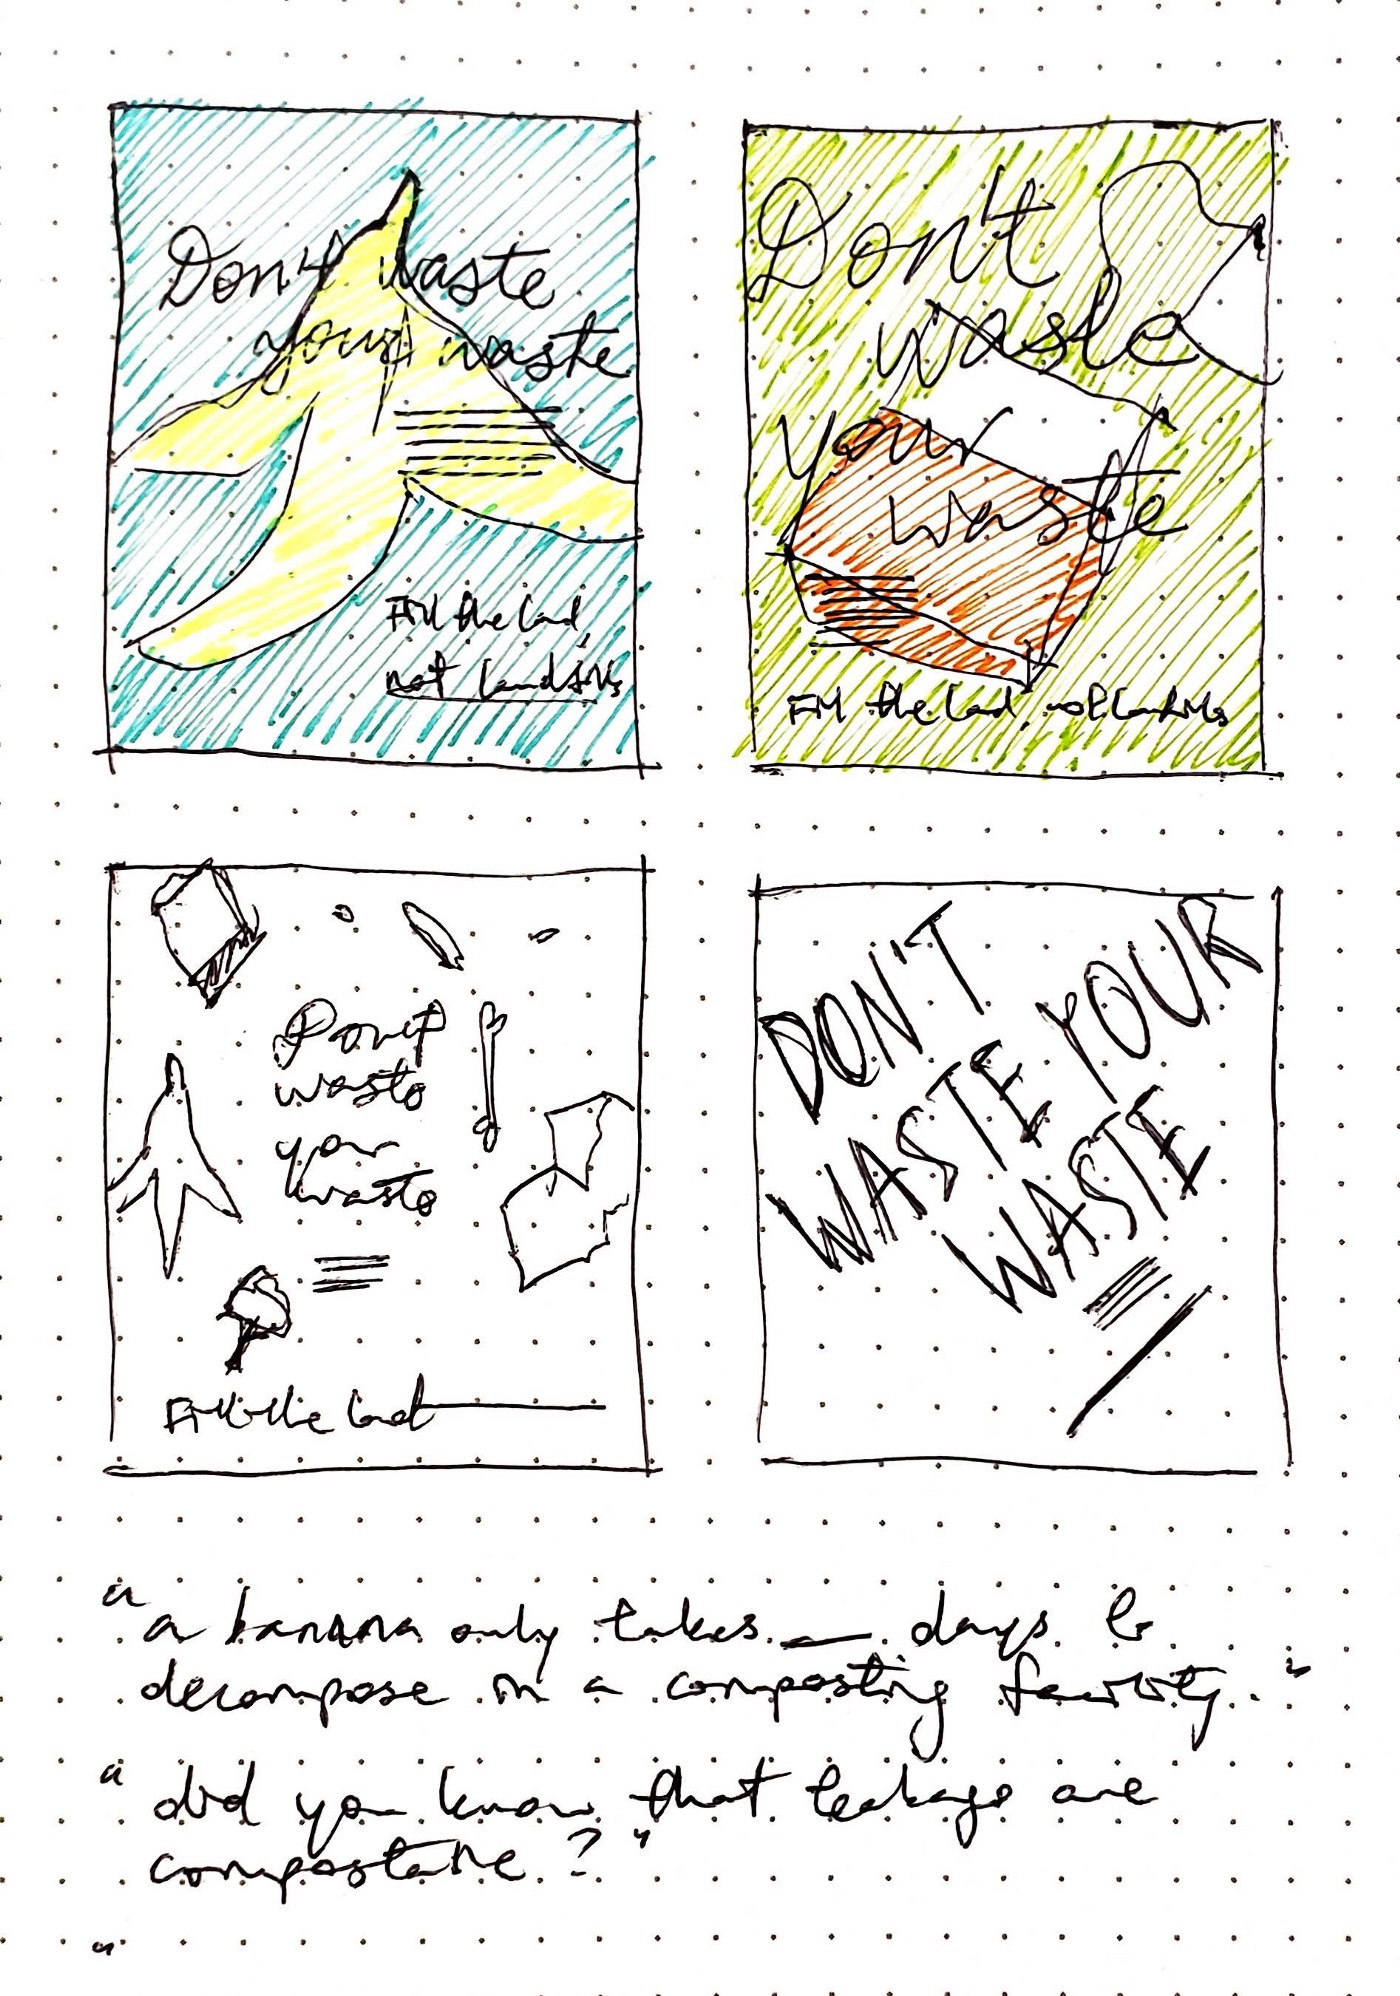 Don't waste
your waste
Fill the land,
not landfills
Don't
waste
your
waste
Fill the land, not landfills
Don't
waste
your
waste
Fill the land
DON'T
WASTE YOUR
WASTE
"a banana only takes __ days to
decompose in a composting facility."
"did you know that teabags are
compostable?"
"